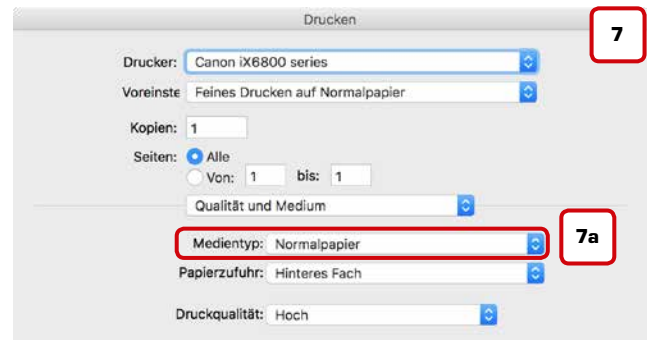 Drucken
7
Drucker: Canon iX6800 series
Voreinste Feines Drucken auf Normalpapier
Kopien: 1
Seiten: Alle
Von: 1 bis: 1
Qualität und Medium
Medientyp: Normalpapier
7a
Papierzufuhr: Hinteres Fach
Druckqualität: Hoch